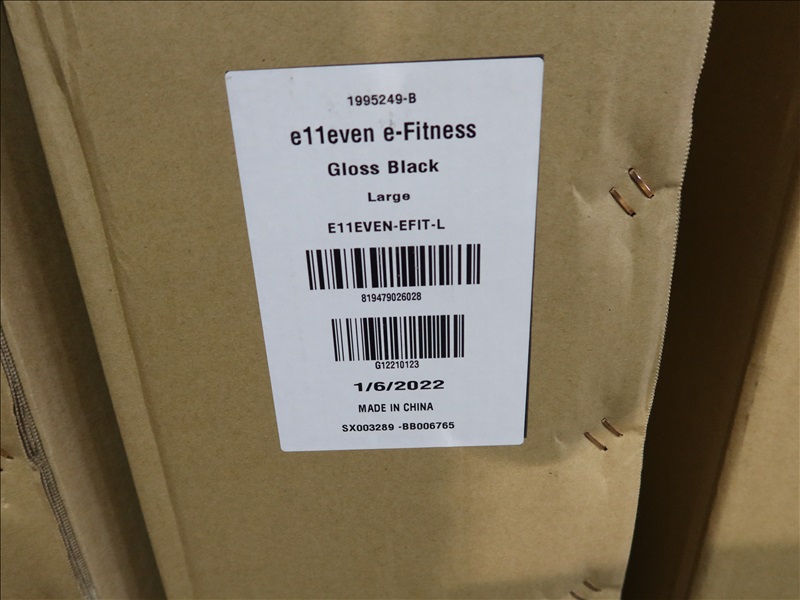 1995249-B
e11even e-Fitness
Gloss Black
Large
E11EVEN-EFIT-L
819479026028
G12210123
1/6/2022
MADE IN CHINA
SX003289 -BB006765